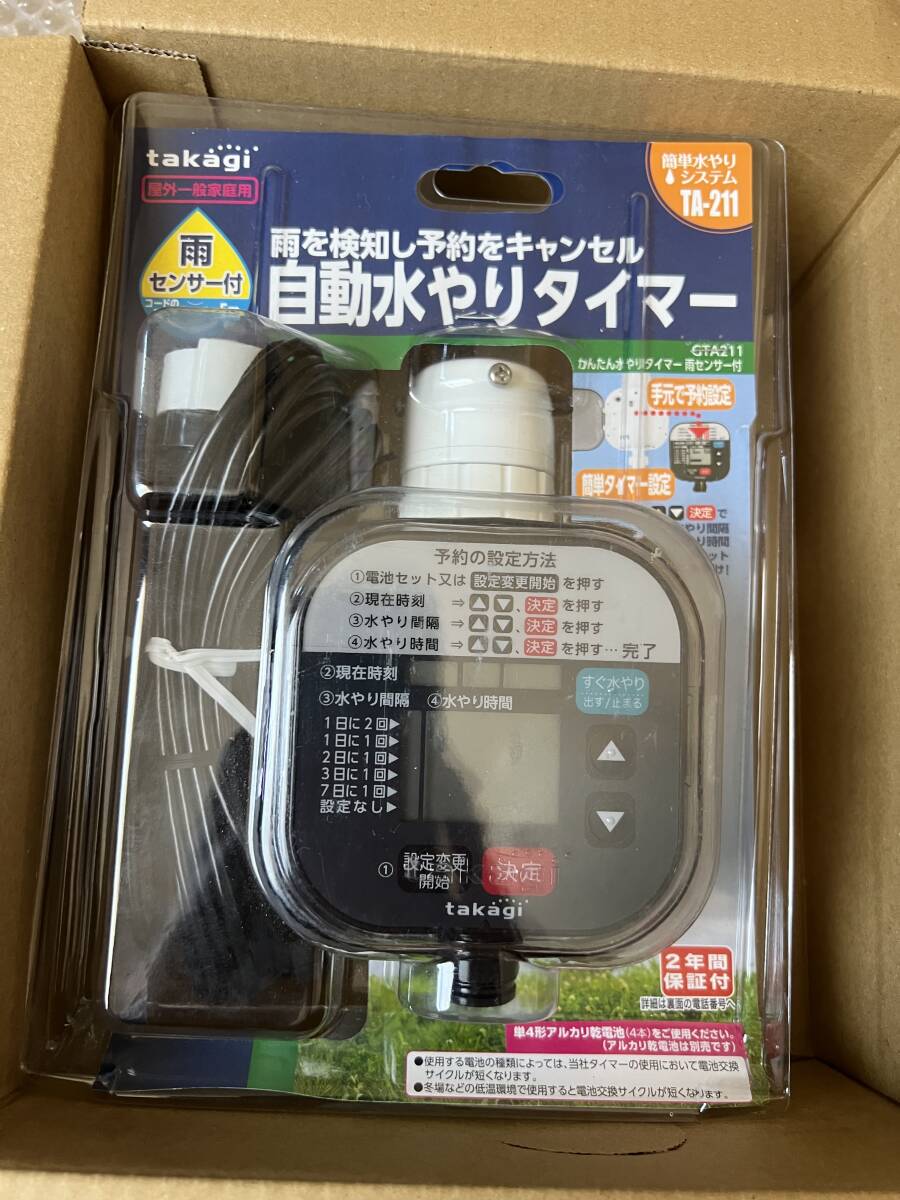 takagi
屋外一般家庭用
簡単水やり
システム
TA-211
雨
センサー付
コードの
雨を検知し予約をキャンセル
自動水やりタイマー
GTA211
かんたん水やりタイマー 雨センサー付
手元で予約設定
簡単タイマー設定
▼ 決定 で
やり間隔
り時間
ット
け!
予約の設定方法
①電池セット又は 設定変更開始 を押す
②現在時刻 ⇒ ▲ ▼、決定 を押す
③水やり間隔 ⇒ ▲ ▼、決定 を押す
④水やり時間 ⇒ ▲ ▼、決定 を押す… 完了
②現在時刻
すぐ水やり
出す/止まる
③水やり間隔 ④水やり時間
1日に2回▶
1日に1回▶
2日に1回▶
3日に1回▶
7日に1回▶
設定なし▶
▲
▼
① 設定変更
開始
決定
takagi
2年間
保証付
詳細は裏面の電話番号へ
単4形アルカリ乾電池(4本)をご使用ください。
(アルカリ乾電池は別売です)
●使用する電池の種類によっては、当社タイマーの使用において電池交換
サイクルが短くなります。
●冬場などの低温環境で使用すると電池交換サイクルが短くなります。